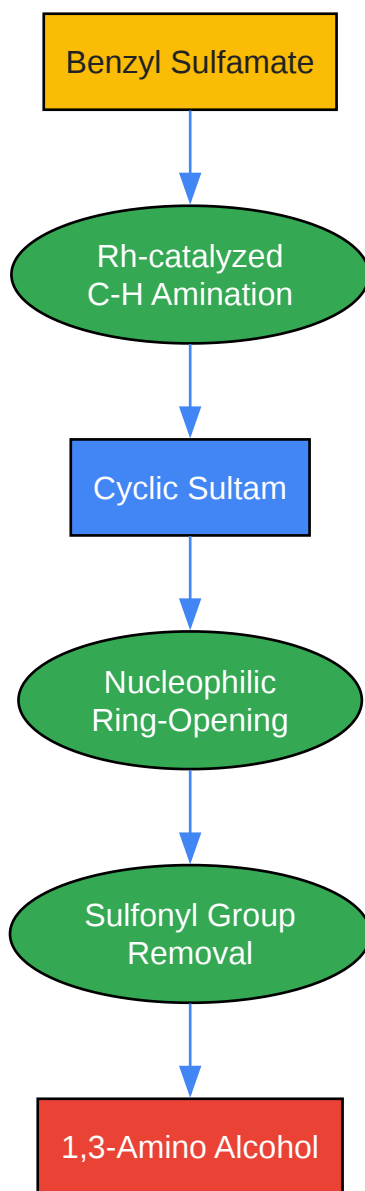 Benzyl Sulfamate
Rh-catalyzed
C-H Amination
Cyclic Sultam
Nucleophilic
Ring-Opening
Sulfonyl Group
Removal
1,3-Amino Alcohol